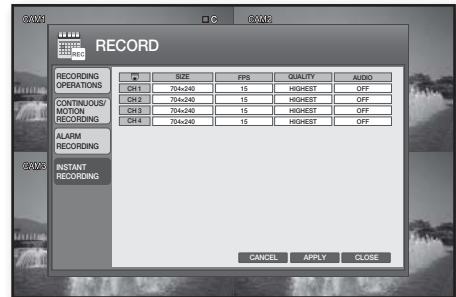 CAM1
C
CAM2
REC
RECORD
RECORDING
OPERATIONS
CONTINUOUS/
MOTION
RECORDING
ALARM
RECORDING
INSTANT
RECORDING
SIZE FPS QUALITY AUDIO
CH 1 704x240 15 HIGHEST OFF
CH 2 704x240 15 HIGHEST OFF
CH 3 704x240 15 HIGHEST OFF
CH 4 704x240 15 HIGHEST OFF
CAM3
CANCEL APPLY CLOSE